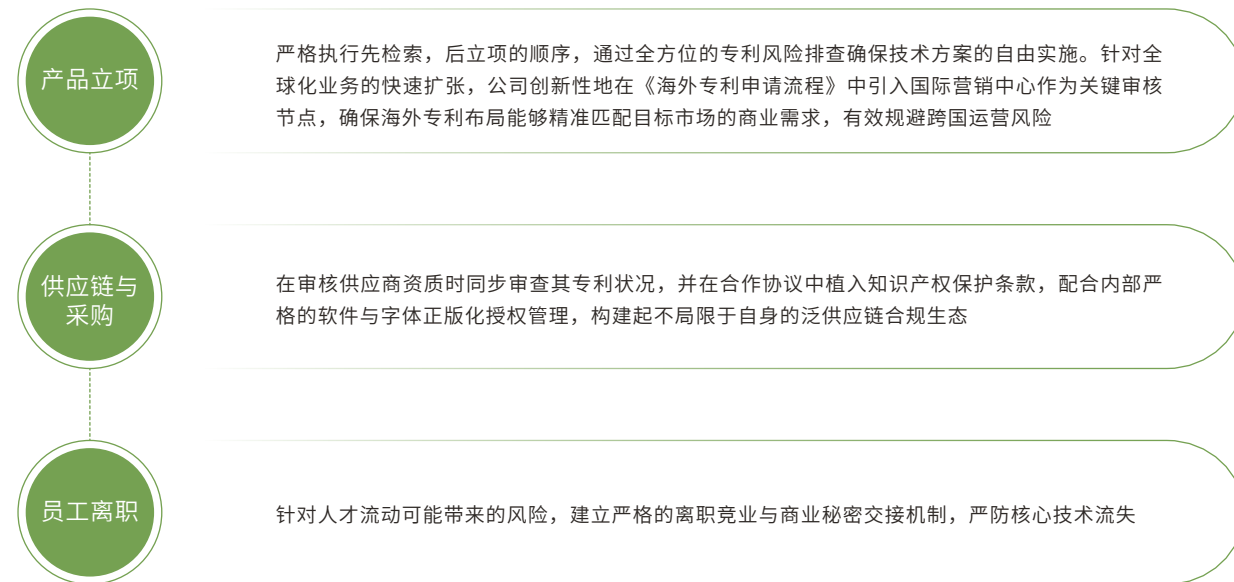 产品立项
严格执行先检索，后立项的顺序，通过全方位的专利风险排查确保技术方案的自由实施。针对全
球化业务的快速扩张，公司创新性地在《海外专利申请流程》中引入国际营销中心作为关键审核
节点，确保海外专利布局能够精准匹配目标市场的商业需求，有效规避跨国运营风险
供应链与
采购
在审核供应商资质时同步审查其专利状况，并在合作协议中植入知识产权保护条款，配合内部严
格的软件与字体正版化授权管理，构建起不局限于自身的泛供应链合规生态
员工离职
针对人才流动可能带来的风险，建立严格的离职竞业与商业秘密交接机制，严防核心技术流失